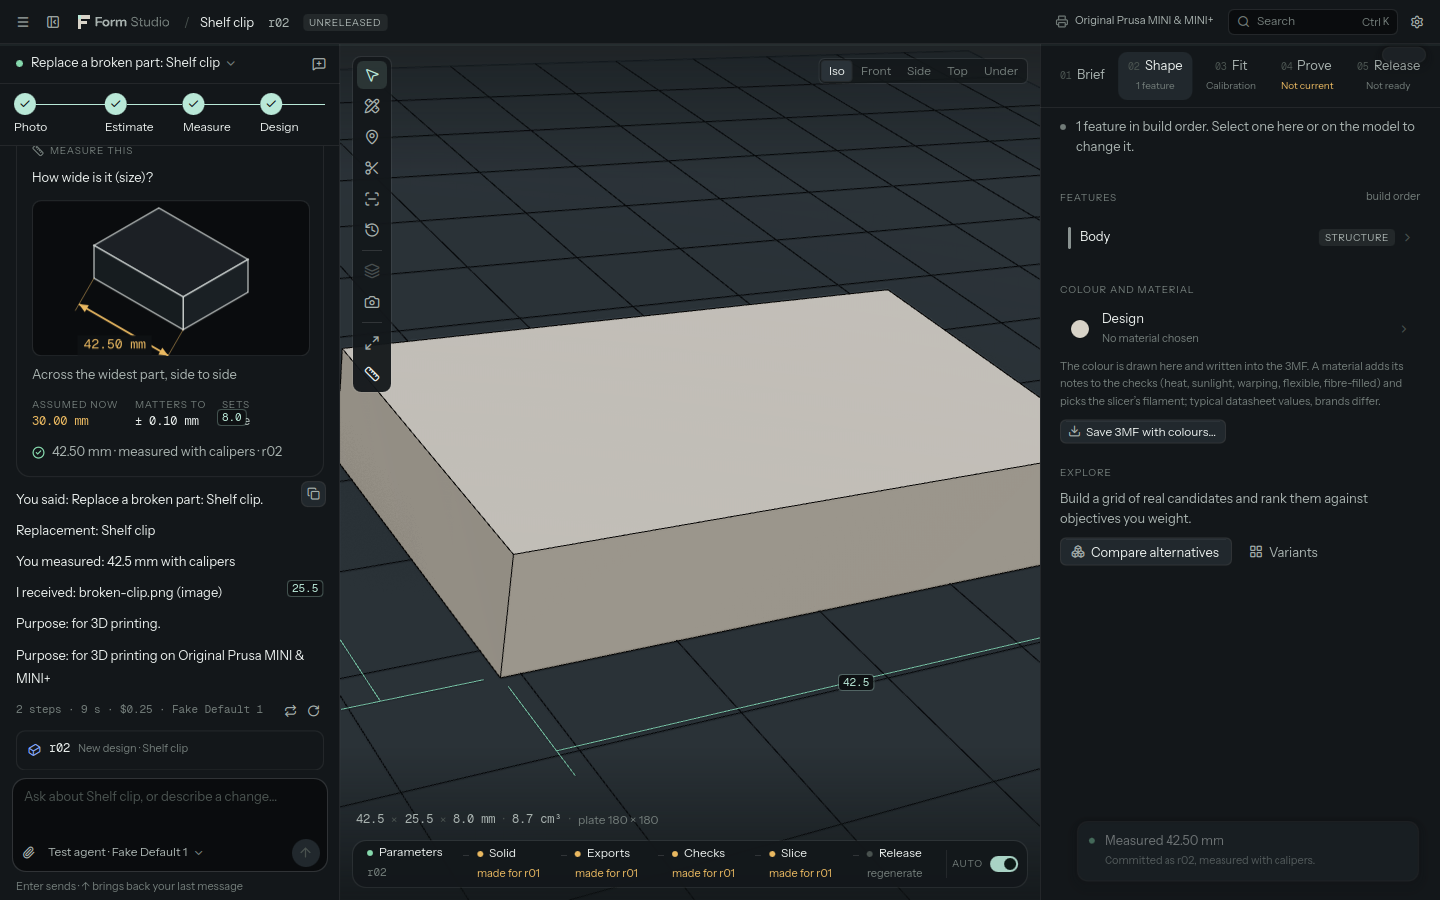 Form Studio / Shelf clip r02 UNRELEASED
Original Prusa MINI & MINI+
Search Ctrl K
Replace a broken part: Shelf clip
Photo Estimate Measure Design
MEASURE THIS
How wide is it (size)?
42.50 mm
Across the widest part, side to side
ASSUMED NOW MATTERS TO SETS
30.00 mm ± 0.10 mm
8.0
42.50 mm · measured with calipers · r02
You said: Replace a broken part: Shelf clip.
Replacement: Shelf clip
You measured: 42.5 mm with calipers
I received: broken-clip.png (image)
25.5
Purpose: for 3D printing.
Purpose: for 3D printing on Original Prusa MINI &
MINI+
2 steps · 9 s · $0.25 · Fake Default 1
r02 New design · Shelf clip
Ask about Shelf clip, or describe a change...
Test agent · Fake Default 1
Enter sends · ↑ brings back your last message
Iso Front Side Top Under
42.5
42.5 × 25.5 × 8.0 mm · 8.7 cm³ · plate 180 × 180
Parameters
r02
Solid
made for r01
Exports
made for r01
Checks
made for r01
Slice
made for r01
Release
regenerate
AUTO
01 Brief
02 Shape
1 feature
03 Fit
Calibration
04 Prove
Not current
05 Release
Not ready
1 feature in build order. Select one here or on the model to
change it.
FEATURES build order
Body STRUCTURE
COLOUR AND MATERIAL
Design
No material chosen
The colour is drawn here and written into the 3MF. A material adds its
notes to the checks (heat, sunlight, warping, flexible, fibre-filled) and
picks the slicer's filament; typical datasheet values, brands differ.
Save 3MF with colours...
EXPLORE
Build a grid of real candidates and rank them against
objectives you weight.
Compare alternatives Variants
Measured 42.50 mm
Committed as r02, measured with calipers.